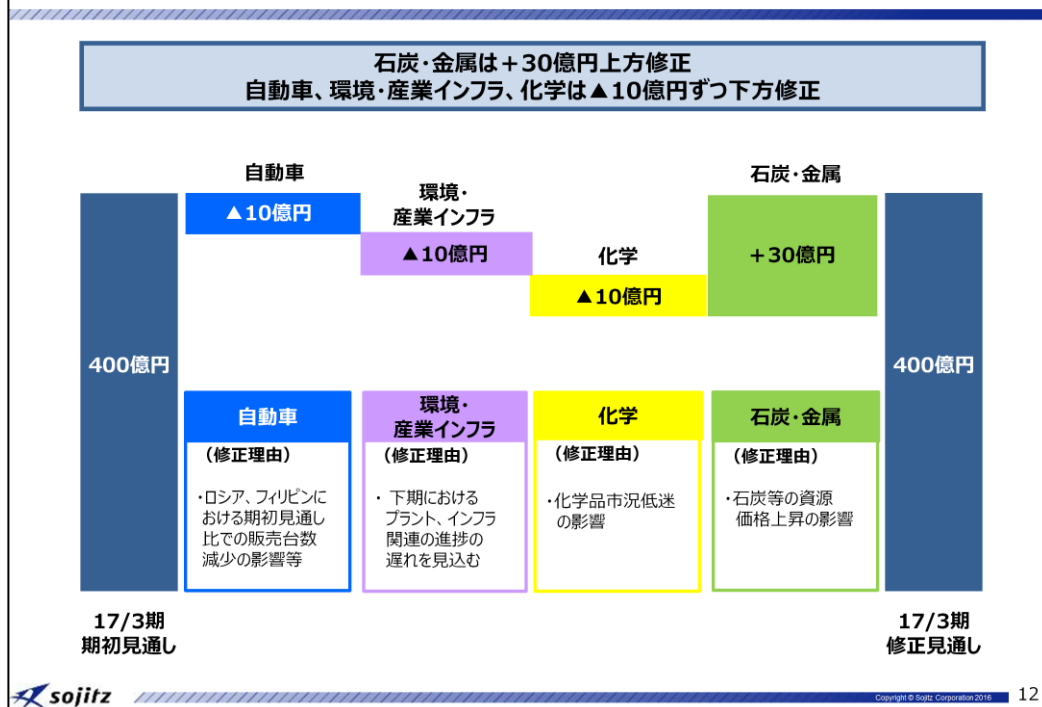 石炭・金属は＋30億円上方修正
自動車、環境・産業インフラ、化学は▲10億円ずつ下方修正
自動車
▲10億円
環境・
産業インフラ
▲10億円
化学
▲10億円
石炭・金属
＋30億円
400億円
400億円
自動車
（修正理由）
・ロシア、フィリピンに
おける期初見通し
比での販売台数
減少の影響等
環境・
産業インフラ
（修正理由）
・ 下期における
プラント、インフラ
関連の進捗の
遅れを見込む
化学
（修正理由）
・化学品市況低迷
の影響
石炭・金属
（修正理由）
・石炭等の資源
価格上昇の影響
17/3期
期初見通し
17/3期
修正見通し
sojitz
Copyright © Sojitz Corporation 2016
12